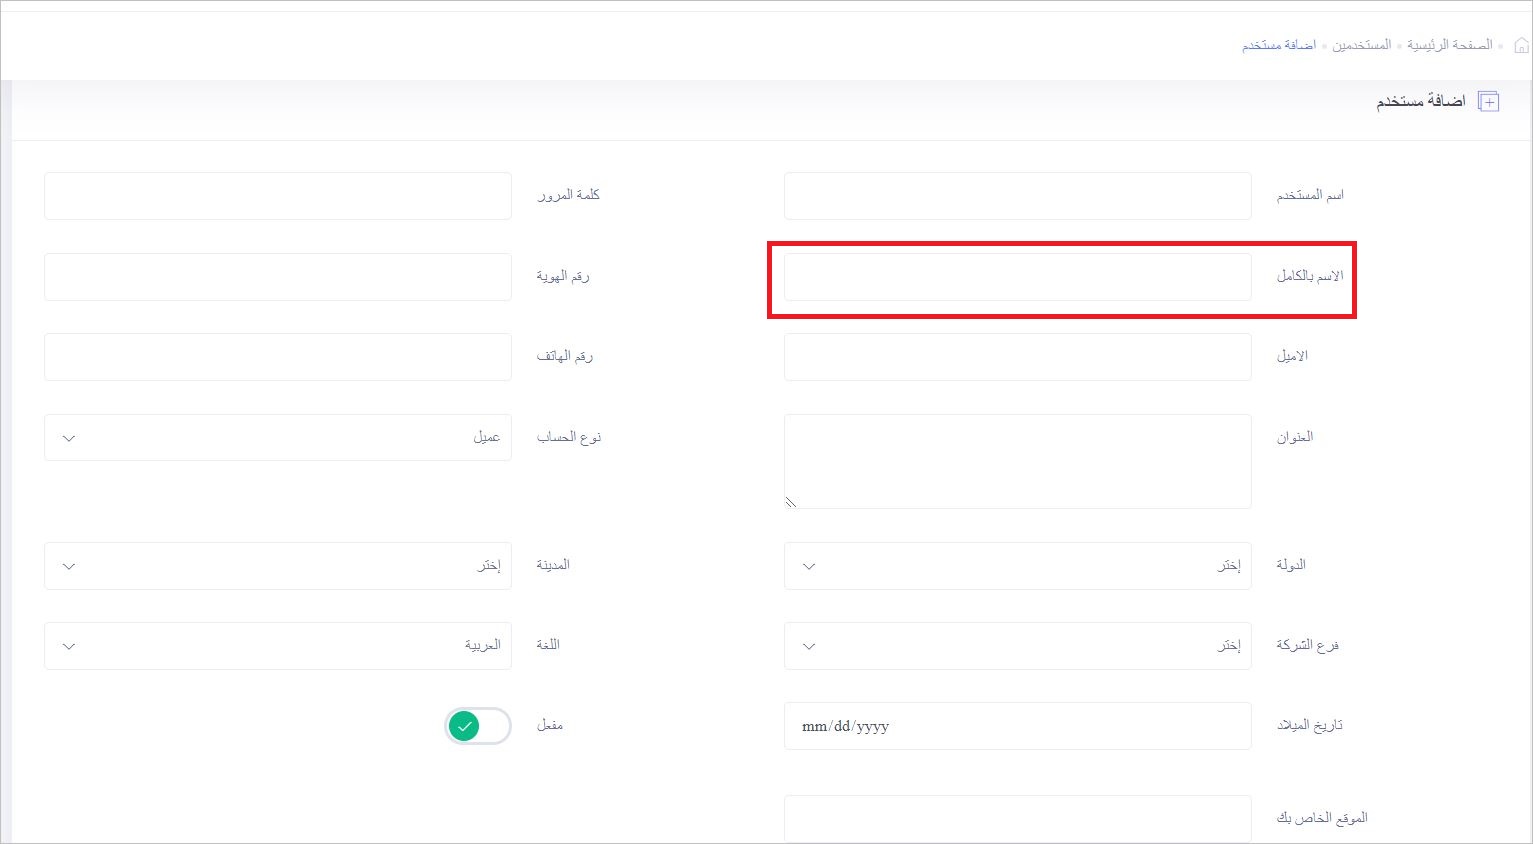 الصفحة الرئيسية • المستخدمين • اضافة مستخدم
اضافة مستخدم
اسم المستخدم
كلمة المرور
الاسم بالكامل
رقم الهوية
الاميل
رقم الهاتف
العنوان
نوع الحساب
عميل
الدولة
إختر
المدينة
إختر
فرع الشركة
إختر
اللغة
العربية
تاريخ الميلاد
mm/dd/yyyy
مفعل
الموقع الخاص بك